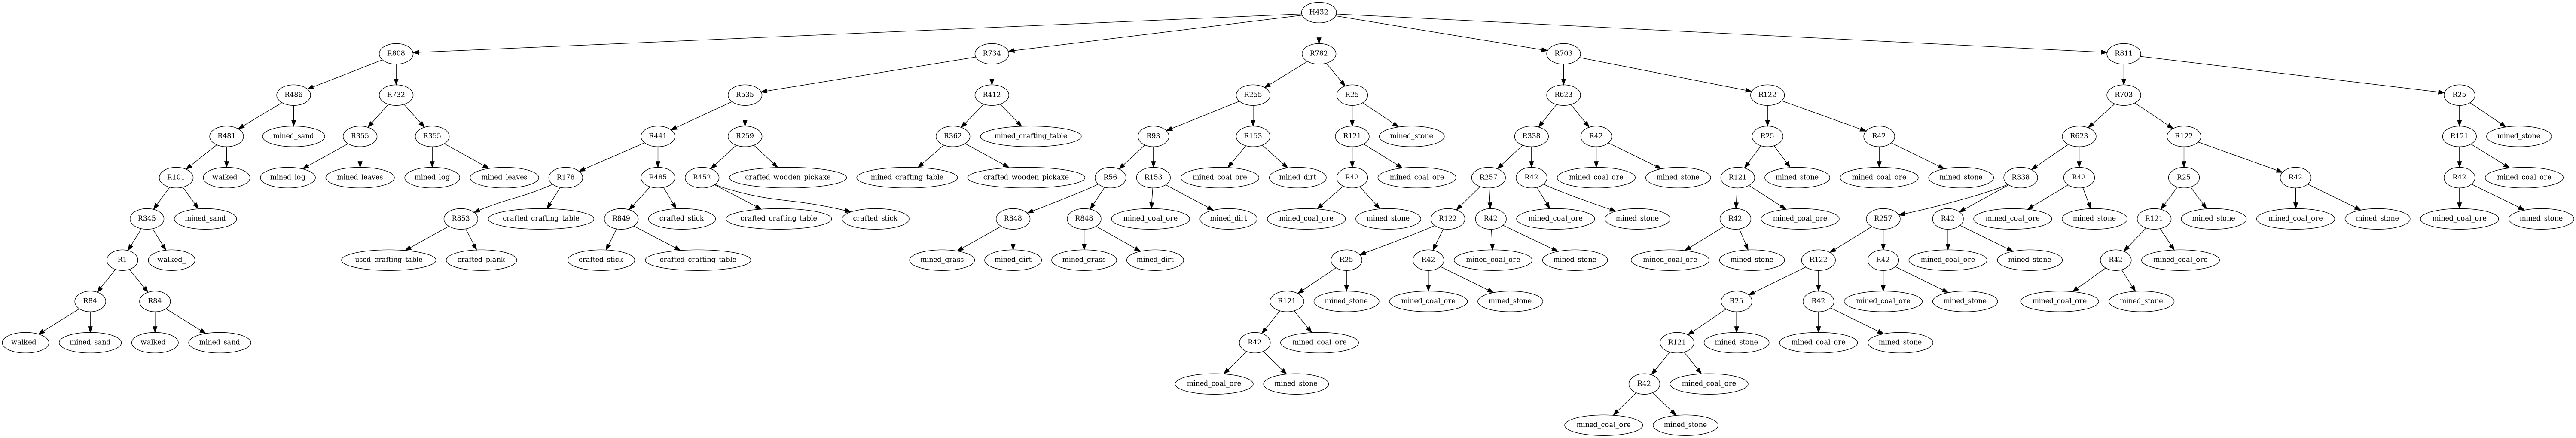 H432
R808 R734 R782 R703 R811
R486 R732 R535 R412 R255 R25 R623 R122 R703 R25
R481 mined_sand R355 R355 R441 R259 R362 mined_crafting_table R93 R153 R121 mined_stone R338 R42 R25 R42 R623 R122 R121 mined_stone
R101 walked_ mined_log mined_leaves mined_log mined_leaves R178 R485 R452 crafted_wooden_pickaxe mined_crafting_table crafted_wooden_pickaxe R56 R153 mined_coal_ore mined_dirt R42 mined_coal_ore R257 R42 mined_coal_ore mined_stone R121 mined_stone mined_coal_ore mined_stone R338 R42 R25 R42 R42 mined_coal_ore
R345 mined_sand R853 crafted_crafting_table R849 crafted_stick crafted_crafting_table crafted_stick R848 R848 mined_coal_ore mined_dirt mined_coal_ore mined_stone R122 R42 mined_coal_ore mined_stone R42 mined_coal_ore R257 R42 mined_coal_ore mined_stone R121 mined_stone mined_coal_ore mined_stone mined_coal_ore mined_stone
R1 walked_ used_crafting_table crafted_plank crafted_stick crafted_crafting_table mined_grass mined_dirt mined_grass mined_dirt R25 R42 mined_coal_ore mined_stone mined_coal_ore mined_stone R122 R42 mined_coal_ore mined_stone R42 mined_coal_ore
R84 R84 R121 mined_stone mined_coal_ore mined_stone R25 R42 mined_coal_ore mined_stone mined_coal_ore mined_stone
walked_ mined_sand walked_ mined_sand R42 mined_coal_ore R121 mined_stone mined_coal_ore mined_stone
mined_coal_ore mined_stone R42 mined_coal_ore
mined_coal_ore mined_stone